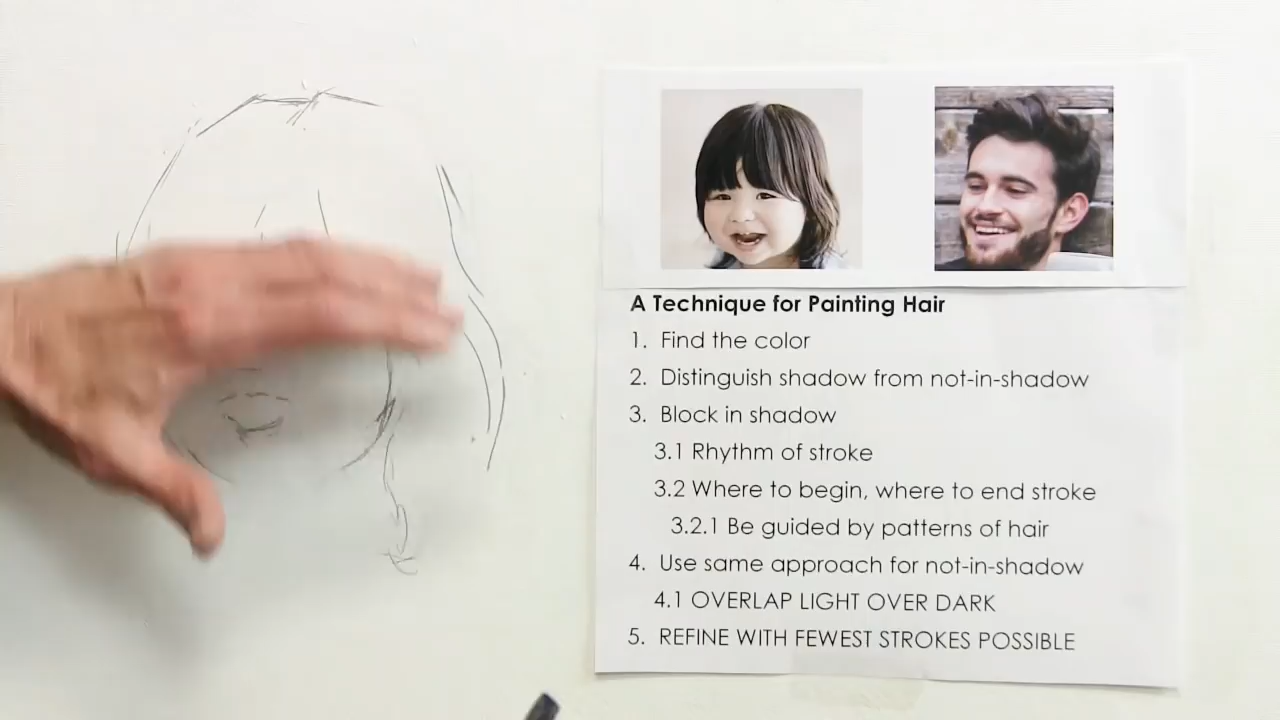 A Technique for Painting Hair
1. Find the color
2. Distinguish shadow from not-in-shadow
3. Block in shadow
3.1 Rhythm of stroke
3.2 Where to begin, where to end stroke
3.2.1 Be guided by patterns of hair
4. Use same approach for not-in-shadow
4.1 OVERLAP LIGHT OVER DARK
5. REFINE WITH FEWEST STROKES POSSIBLE